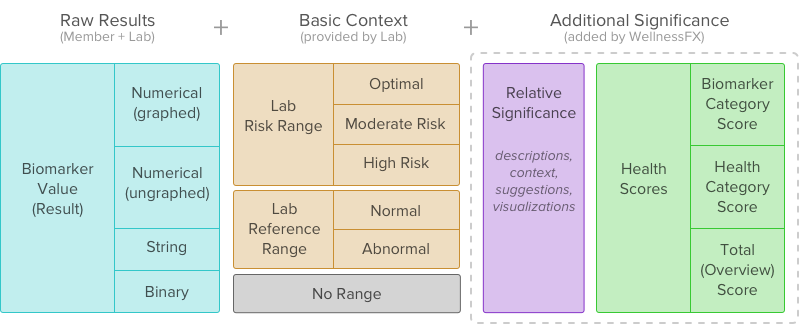 Raw Results
(Member + Lab)
+
Basic Context
(provided by Lab)
+
Additional Significance
(added by WellnessFX)
Biomarker
Value
(Result)
Numerical
(graphed)
Numerical
(ungraphed)
String
Binary
Lab
Risk Range
Optimal
Moderate Risk
High Risk
Lab
Reference
Range
Normal
Abnormal
No Range
Relative
Significance
descriptions,
context,
suggestions,
visualizations
Health
Scores
Biomarker
Category
Score
Health
Category
Score
Total
(Overview)
Score